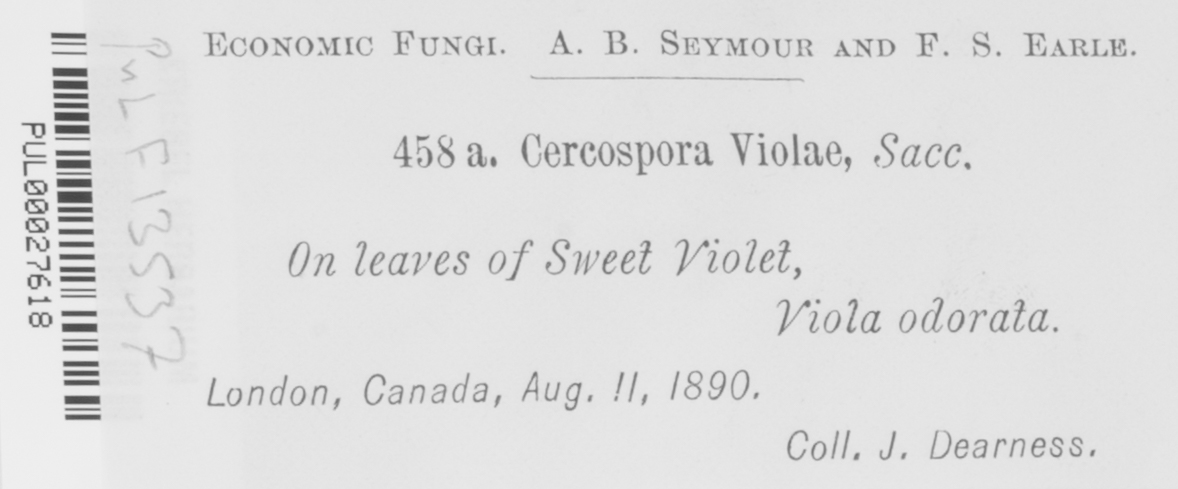 ECONOMIC FUNGI. A. B. SEYMOUR AND F. S. EARLE.
458 a. Cercospora Violae, Sacc.
On leaves of Sweet Violet,
Viola odorata.
London, Canada, Aug. 11, 1890.
Coll. J. Dearness.
PUL00027618
PUL F13537